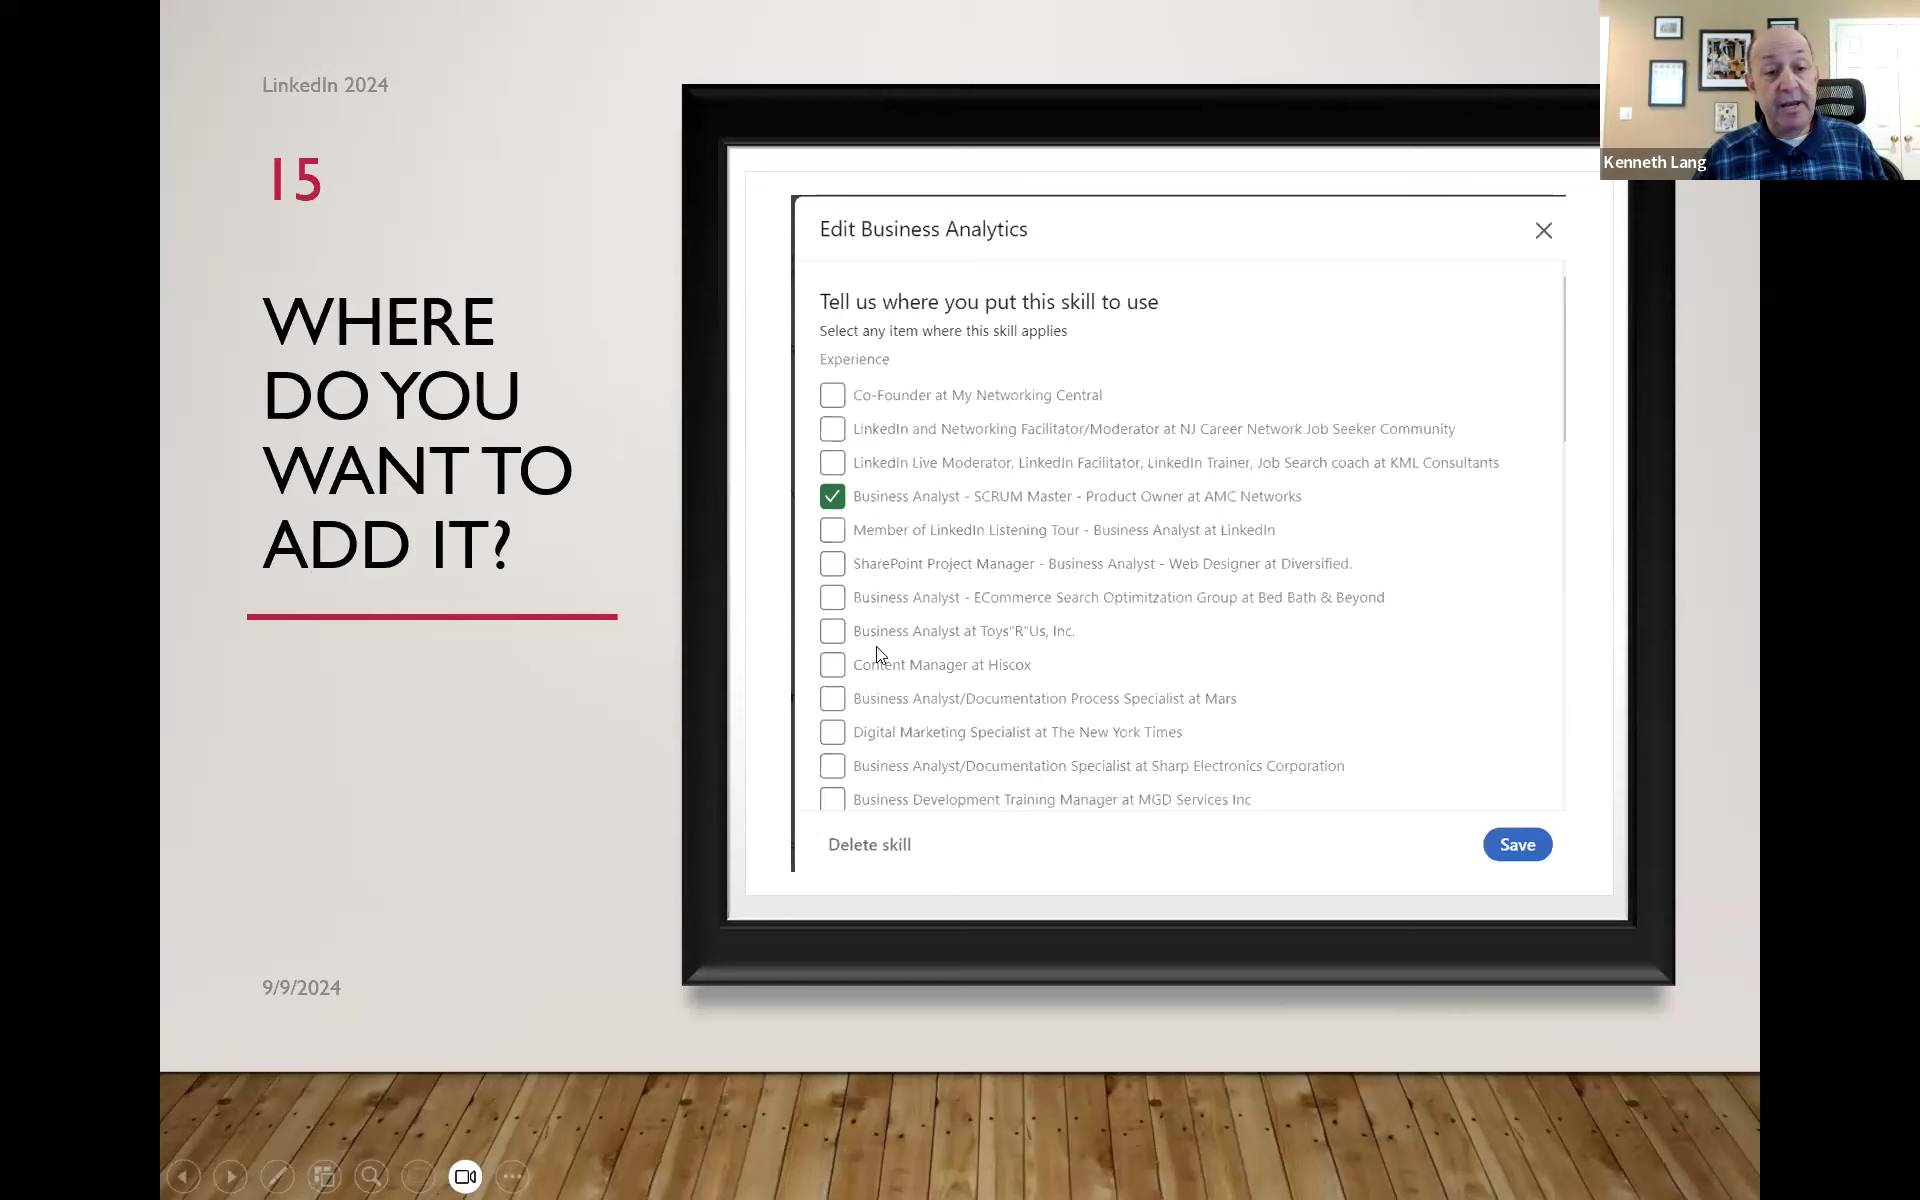 LinkedIn 2024
15
WHERE
DO YOU
WANT TO
ADD IT?
9/9/2024
Edit Business Analytics
Tell us where you put this skill to use
Select any item where this skill applies
Experience
Co-Founder at My Networking Central
LinkedIn and Networking Facilitator/Moderator at NJ Career Network Job Seeker Community
LinkedIn Live Moderator, LinkedIn Facilitator, LinkedIn Trainer, Job Search coach at KML Consultants
Business Analyst - SCRUM Master - Product Owner at AMC Networks
Member of LinkedIn Listening Tour - Business Analyst at LinkedIn
SharePoint Project Manager - Business Analyst - Web Designer at Diversified.
Business Analyst - ECommerce Search Optimitzation Group at Bed Bath & Beyond
Business Analyst at Toys"R"Us, Inc.
Content Manager at Hiscox
Business Analyst/Documentation Process Specialist at Mars
Digital Marketing Specialist at The New York Times
Business Analyst/Documentation Specialist at Sharp Electronics Corporation
Business Development Training Manager at MGD Services Inc
Delete skill
Save
Kenneth Lang